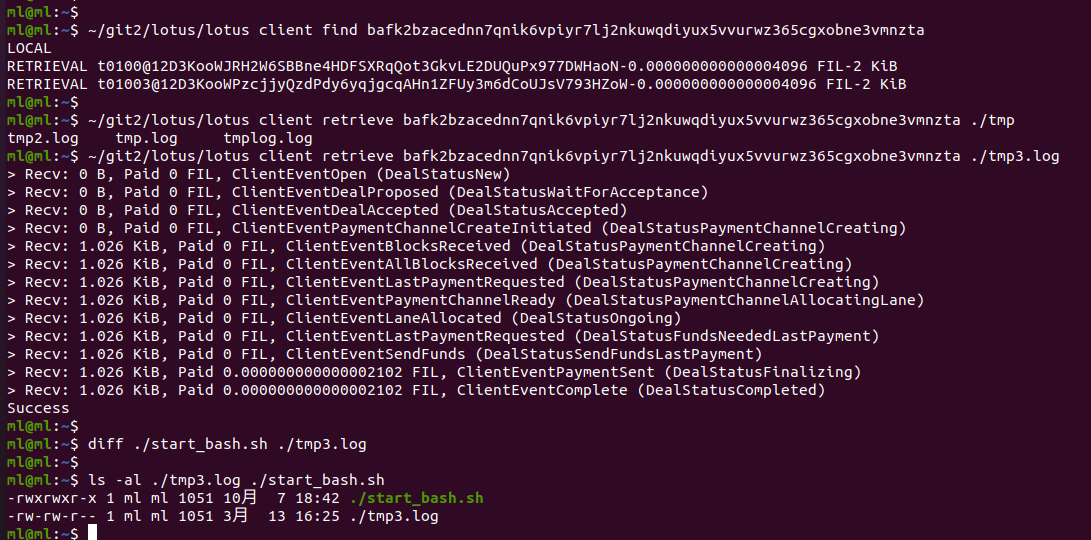 ml@ml:~$
ml@ml:~$ ~/git2/lotus/lotus client find bafk2bzacednn7qnik6vpiyr7lj2nkuwqdiyux5vvurwz365cgxobne3vmnzta
LOCAL
RETRIEVAL t0100@12D3KooWJRH2W6SBBne4HDFSXRqQot3GkvLE2DUQuPx977DWHaoN-0.000000000000004096 FIL-2 KiB
RETRIEVAL t01003@12D3KooWPzcjjyQzdPdy6yqjgcqAHn1ZFUy3m6dCoUJsV793HZoW-0.000000000000004096 FIL-2 KiB
ml@ml:~$
ml@ml:~$ ~/git2/lotus/lotus client retrieve bafk2bzacednn7qnik6vpiyr7lj2nkuwqdiyux5vvurwz365cgxobne3vmnzta ./tmp
tmp2.log    tmp.log     tmplog.log
ml@ml:~$ ~/git2/lotus/lotus client retrieve bafk2bzacednn7qnik6vpiyr7lj2nkuwqdiyux5vvurwz365cgxobne3vmnzta ./tmp3.log
> Recv: 0 B, Paid 0 FIL, ClientEventOpen (DealStatusNew)
> Recv: 0 B, Paid 0 FIL, ClientEventDealProposed (DealStatusWaitForAcceptance)
> Recv: 0 B, Paid 0 FIL, ClientEventDealAccepted (DealStatusAccepted)
> Recv: 0 B, Paid 0 FIL, ClientEventPaymentChannelCreateInitiated (DealStatusPaymentChannelCreating)
> Recv: 1.026 KiB, Paid 0 FIL, ClientEventBlocksReceived (DealStatusPaymentChannelCreating)
> Recv: 1.026 KiB, Paid 0 FIL, ClientEventAllBlocksReceived (DealStatusPaymentChannelCreating)
> Recv: 1.026 KiB, Paid 0 FIL, ClientEventLastPaymentRequested (DealStatusPaymentChannelCreating)
> Recv: 1.026 KiB, Paid 0 FIL, ClientEventPaymentChannelReady (DealStatusPaymentChannelAllocatingLane)
> Recv: 1.026 KiB, Paid 0 FIL, ClientEventLaneAllocated (DealStatusOngoing)
> Recv: 1.026 KiB, Paid 0 FIL, ClientEventLastPaymentRequested (DealStatusFundsNeededLastPayment)
> Recv: 1.026 KiB, Paid 0 FIL, ClientEventSendFunds (DealStatusSendFundsLastPayment)
> Recv: 1.026 KiB, Paid 0.000000000000002102 FIL, ClientEventPaymentSent (DealStatusFinalizing)
> Recv: 1.026 KiB, Paid 0.000000000000002102 FIL, ClientEventComplete (DealStatusCompleted)
Success
ml@ml:~$
ml@ml:~$ diff ./start_bash.sh ./tmp3.log
ml@ml:~$
ml@ml:~$ ls -al ./tmp3.log ./start_bash.sh
-rwxrwxr-x 1 ml ml 1051 10月  7 18:42 ./start_bash.sh
-rw-rw-r-- 1 ml ml 1051 3月  13 16:25 ./tmp3.log
ml@ml:~$